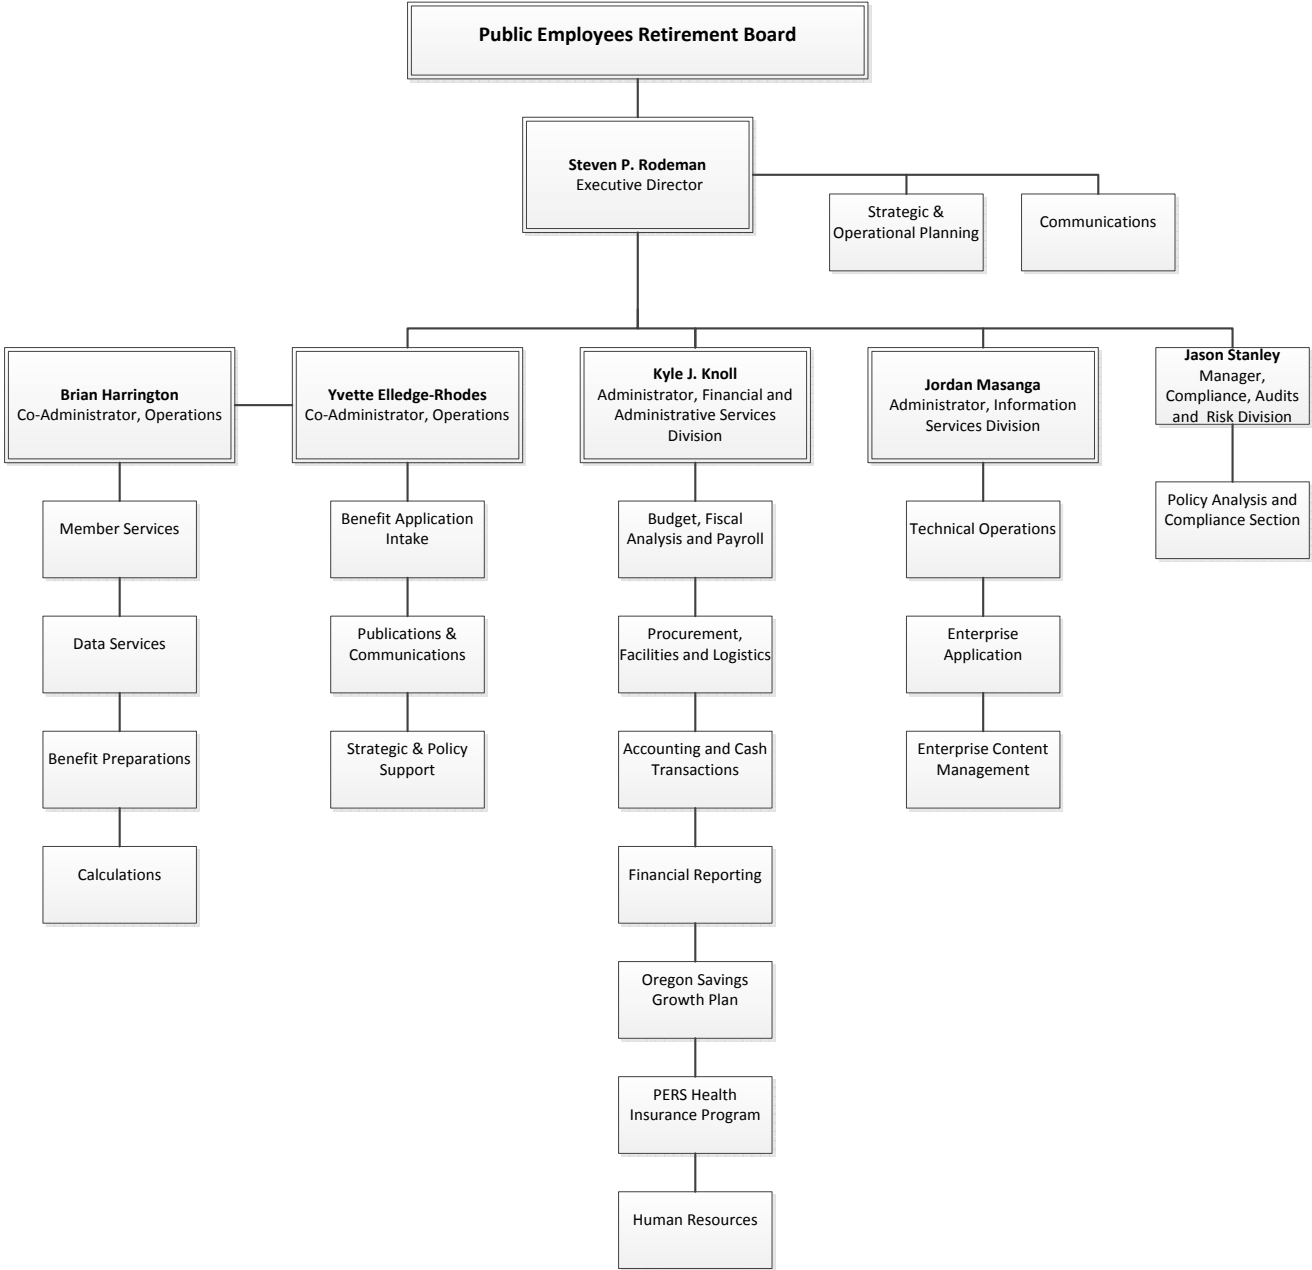 Public Employees Retirement Board
Steven P. Rodeman
Executive Director
Strategic &
Operational Planning
Communications
Brian Harrington
Co-Administrator, Operations
Yvette Elledge-Rhodes
Co-Administrator, Operations
Kyle J. Knoll
Administrator, Financial and
Administrative Services
Division
Jordan Masanga
Administrator, Information
Services Division
Jason Stanley
Manager,
Compliance, Audits
and Risk Division
Member Services
Data Services
Benefit Preparations
Calculations
Benefit Application
Intake
Publications &
Communications
Strategic & Policy
Support
Budget, Fiscal
Analysis and Payroll
Procurement,
Facilities and Logistics
Accounting and Cash
Transactions
Financial Reporting
Oregon Savings
Growth Plan
PERS Health
Insurance Program
Human Resources
Technical Operations
Enterprise
Application
Enterprise Content
Management
Policy Analysis and
Compliance Section